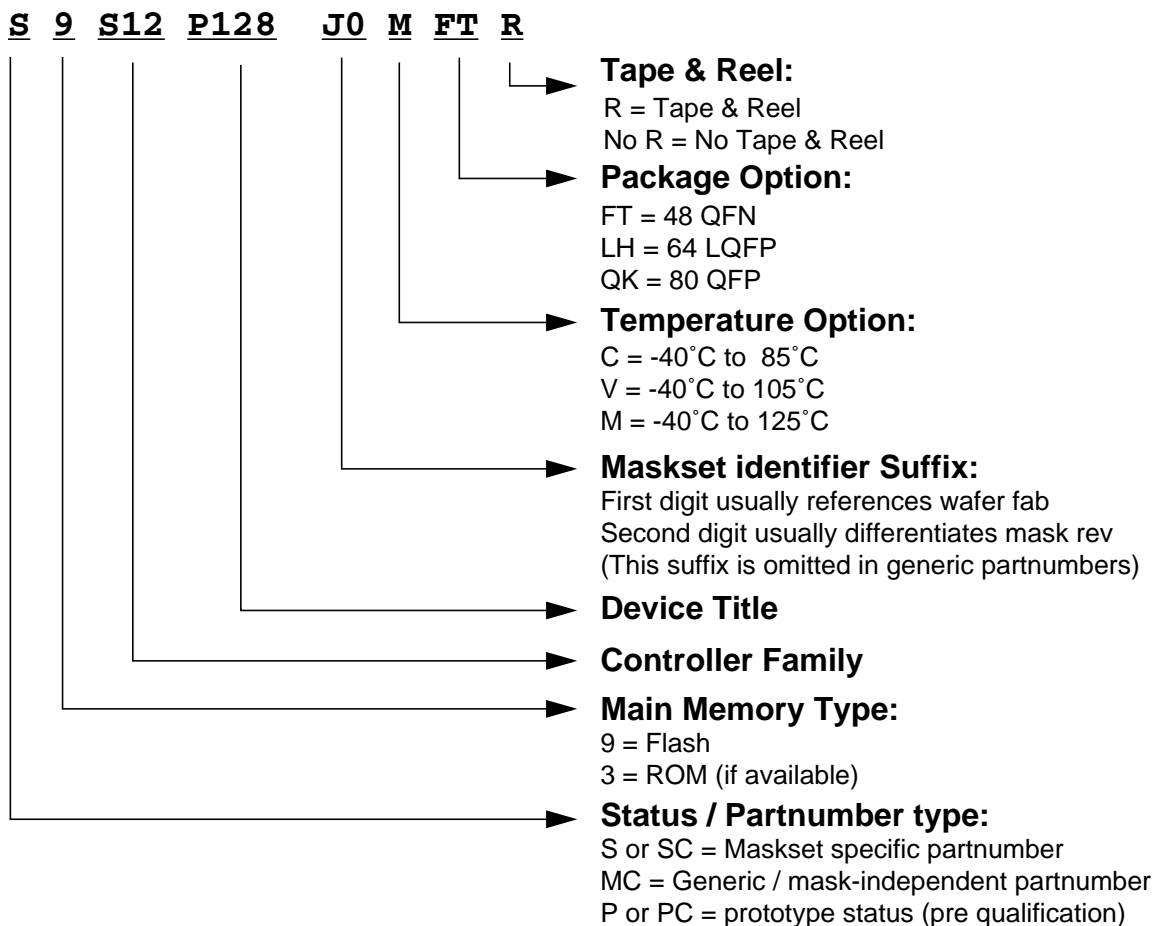 S 9 S12 P128 J0 M FT R
Tape & Reel:
R = Tape & Reel
No R = No Tape & Reel
Package Option:
FT = 48 QFN
LH = 64 LQFP
QK = 80 QFP
Temperature Option:
C = -40˚C to 85˚C
V = -40˚C to 105˚C
M = -40˚C to 125˚C
Maskset identifier Suffix:
First digit usually references wafer fab
Second digit usually differentiates mask rev
(This suffix is omitted in generic partnumbers)
Device Title
Controller Family
Main Memory Type:
9 = Flash
3 = ROM (if available)
Status / Partnumber type:
S or SC = Maskset specific partnumber
MC = Generic / mask-independent partnumber
P or PC = prototype status (pre qualification)